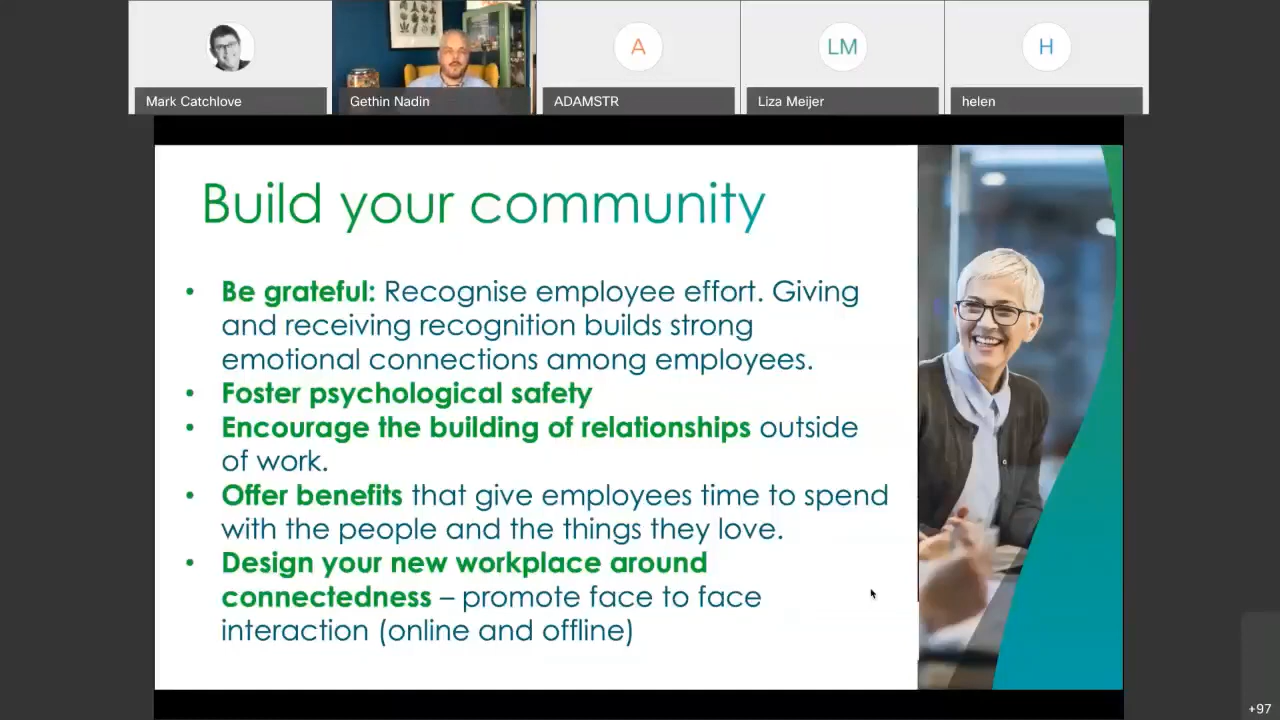 A
LM
H
Mark Catchlove
Gethin Nadin
ADAMSTR
Liza Meijer
helen
Build your community
• Be grateful: Recognise employee effort. Giving
and receiving recognition builds strong
emotional connections among employees.
• Foster psychological safety
• Encourage the building of relationships outside
of work.
• Offer benefits that give employees time to spend
with the people and the things they love.
• Design your new workplace around
connectedness – promote face to face
interaction (online and offline)
+97